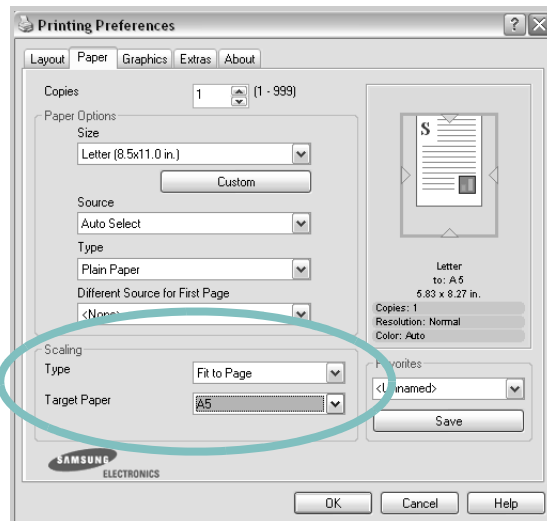 Printing Preferences
Layout Paper Graphics Extras About
Copies 1 (1 - 999)
Paper Options
Size
Letter (8.5x11.0 in.)
Custom
Source
Auto Select
Type
Plain Paper
Different Source for First Page
<None>
S
Letter
to: A5
5.83 x 8.27 in.
Copies: 1
Resolution: Normal
Color: Auto
Scaling
Type Fit to Page
Target Paper A5
Favorites
<Unnamed>
Save
SAMSUNG
ELECTRONICS
OK Cancel Help